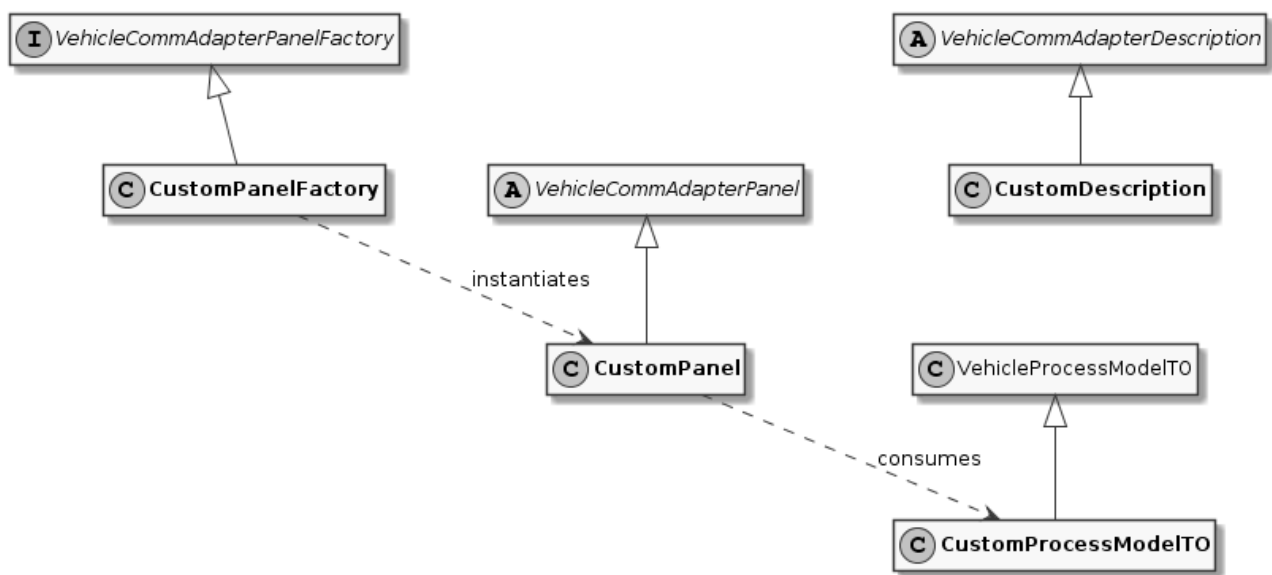 I VehicleCommAdapterPanelFactory
A VehicleCommAdapterDescription
C CustomPanelFactory
A VehicleCommAdapterPanel
C CustomDescription
instantiates
C CustomPanel
C VehicleProcessModelTO
consumes
C CustomProcessModelTO